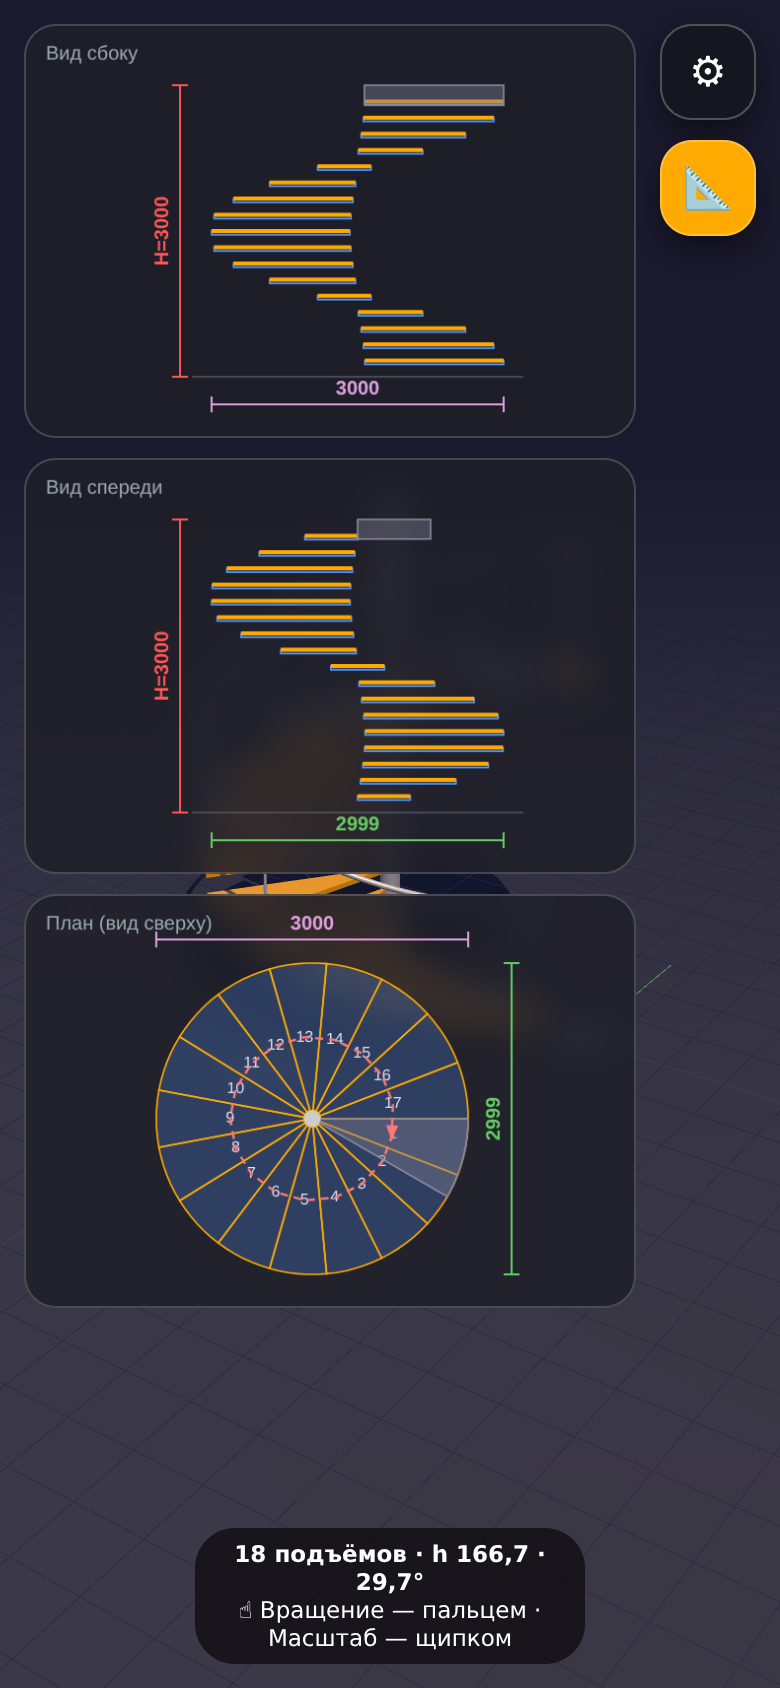 Вид сбоку
H=3000
3000
Вид спереди
H=3000
2999
План (вид сверху)
3000
13
14
12
15
11
16
10
17
9
2999
8
2
7
3
6
5
4
18 подъёмов · h 166,7 ·
29,7°
☝ Вращение — пальцем ·
Масштаб — щипком